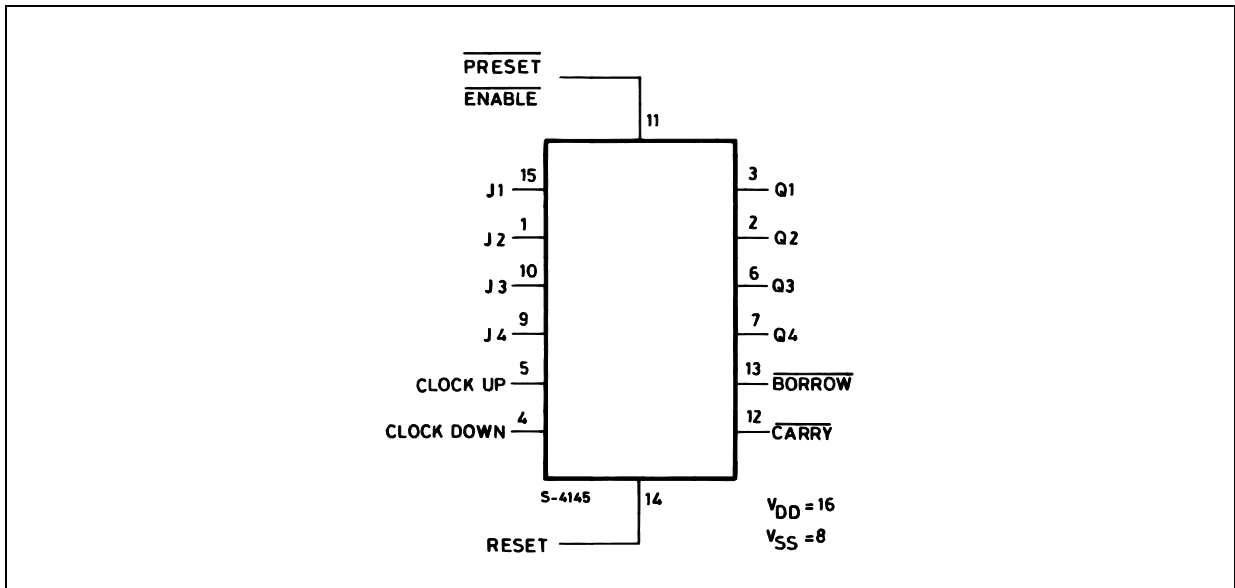 PRESET
ENABLE
11
J1 15
3 Q1
J2 1
2 Q2
J3 10
6 Q3
J4 9
7 Q4
CLOCK UP 5
13 BORROW
CLOCK DOWN 4
12 CARRY
S-4145
14
RESET
VDD = 16
VSS = 8